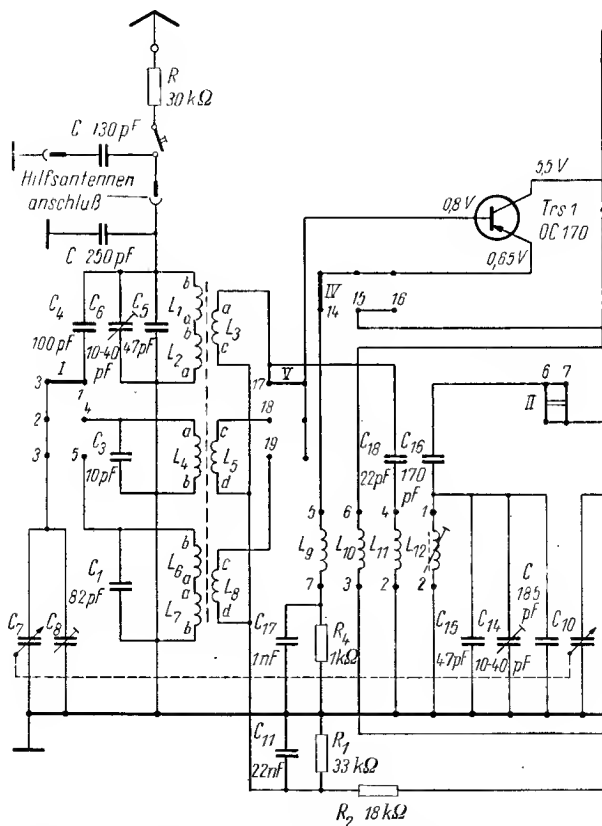 R
30 kΩ
C 130 pF
Hilfsantennen
anschluß
C
250 pF
5,5 V
0,8 V
Trs 1
OC 170
0,65 V
C4
C6
C5
100 pF
10-40
pF
47pF
b
L1
a
b
L2
a
a
L3
c
IV
14
15
16
3
I
1
2
4
3
5
17
V
18
19
6
7
II
C3
10pF
a
L4
b
c
L5
d
C18
22pF
C16
170
pF
C1
82pF
b
L6
a
a
L7
b
c
L8
d
5
L9
7
6
L10
3
4
L11
2
1
L12
2
C7
C8
C17
1nF
R4
1kΩ
C15
47pF
C14
10-40
pF
C
185
pF
C10
C11
22nF
R1
33 kΩ
R2 18 kΩ